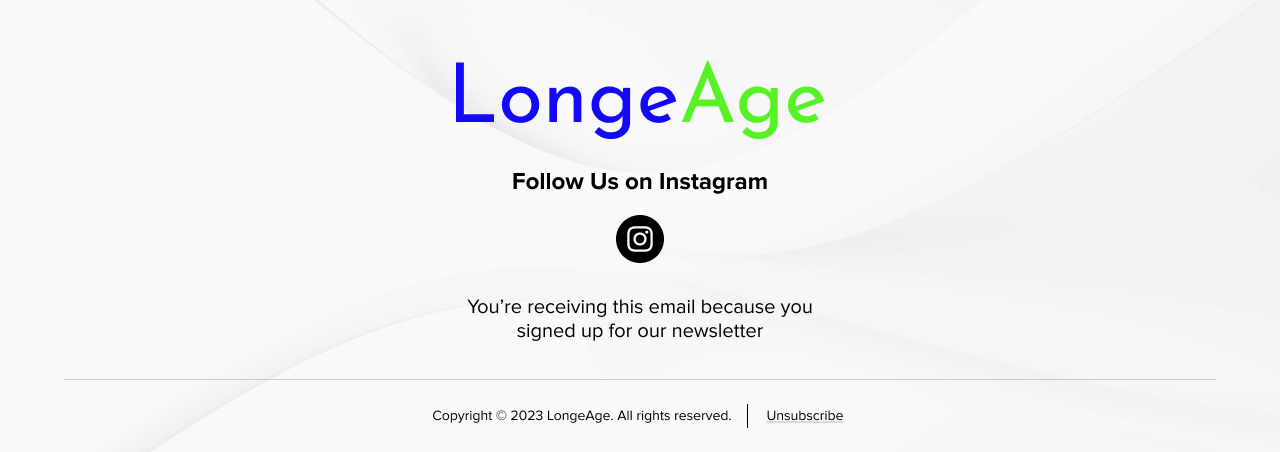 LongeAge
Follow Us on Instagram
You’re receiving this email because you
signed up for our newsletter
Copyright © 2023 LongeAge. All rights reserved.
Unsubscribe